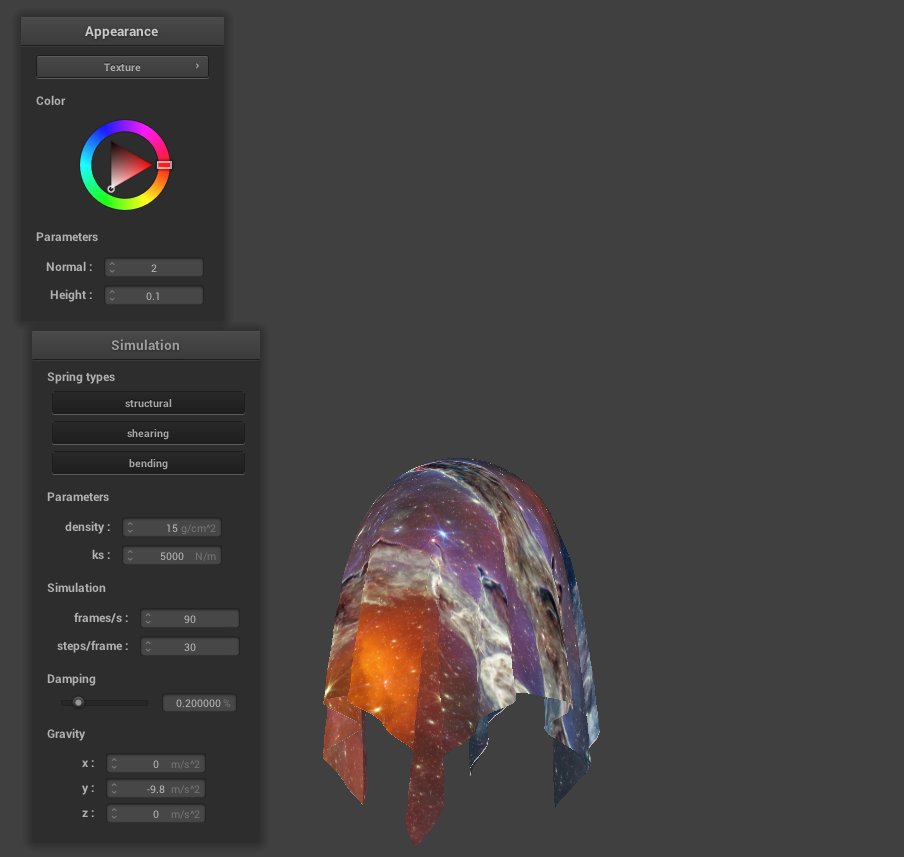 Appearance
Texture
Color
Parameters
Normal : 2
Height : 0.1
Simulation
Spring types
structural
shearing
bending
Parameters
density : 15 g/cm^2
ks : 5000 N/m
Simulation
frames/s : 90
steps/frame : 30
Damping
0.200000 %
Gravity
x : 0 m/s^2
y : -9.8 m/s^2
z : 0 m/s^2